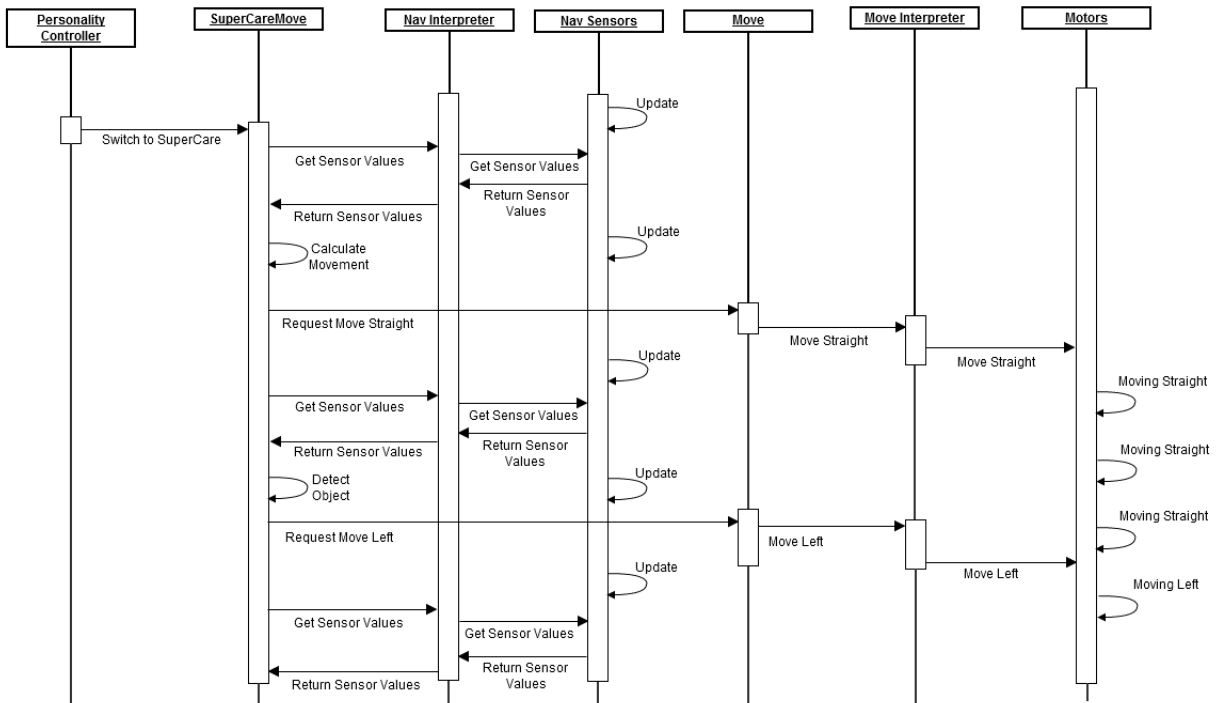 Personality
Controller
SuperCareMove
Nav Interpreter
Nav Sensors
Move
Move Interpreter
Motors
Update
Switch to SuperCare
Get Sensor Values
Get Sensor Values
Return Sensor
Values
Return Sensor Values
Update
Calculate
Movement
Request Move Straight
Move Straight
Move Straight
Update
Moving Straight
Get Sensor Values
Get Sensor Values
Return Sensor Values
Return Sensor
Values
Moving Straight
Detect
Object
Update
Moving Straight
Request Move Left
Move Left
Move Left
Update
Moving Left
Get Sensor Values
Get Sensor Values
Return Sensor
Values
Return Sensor Values